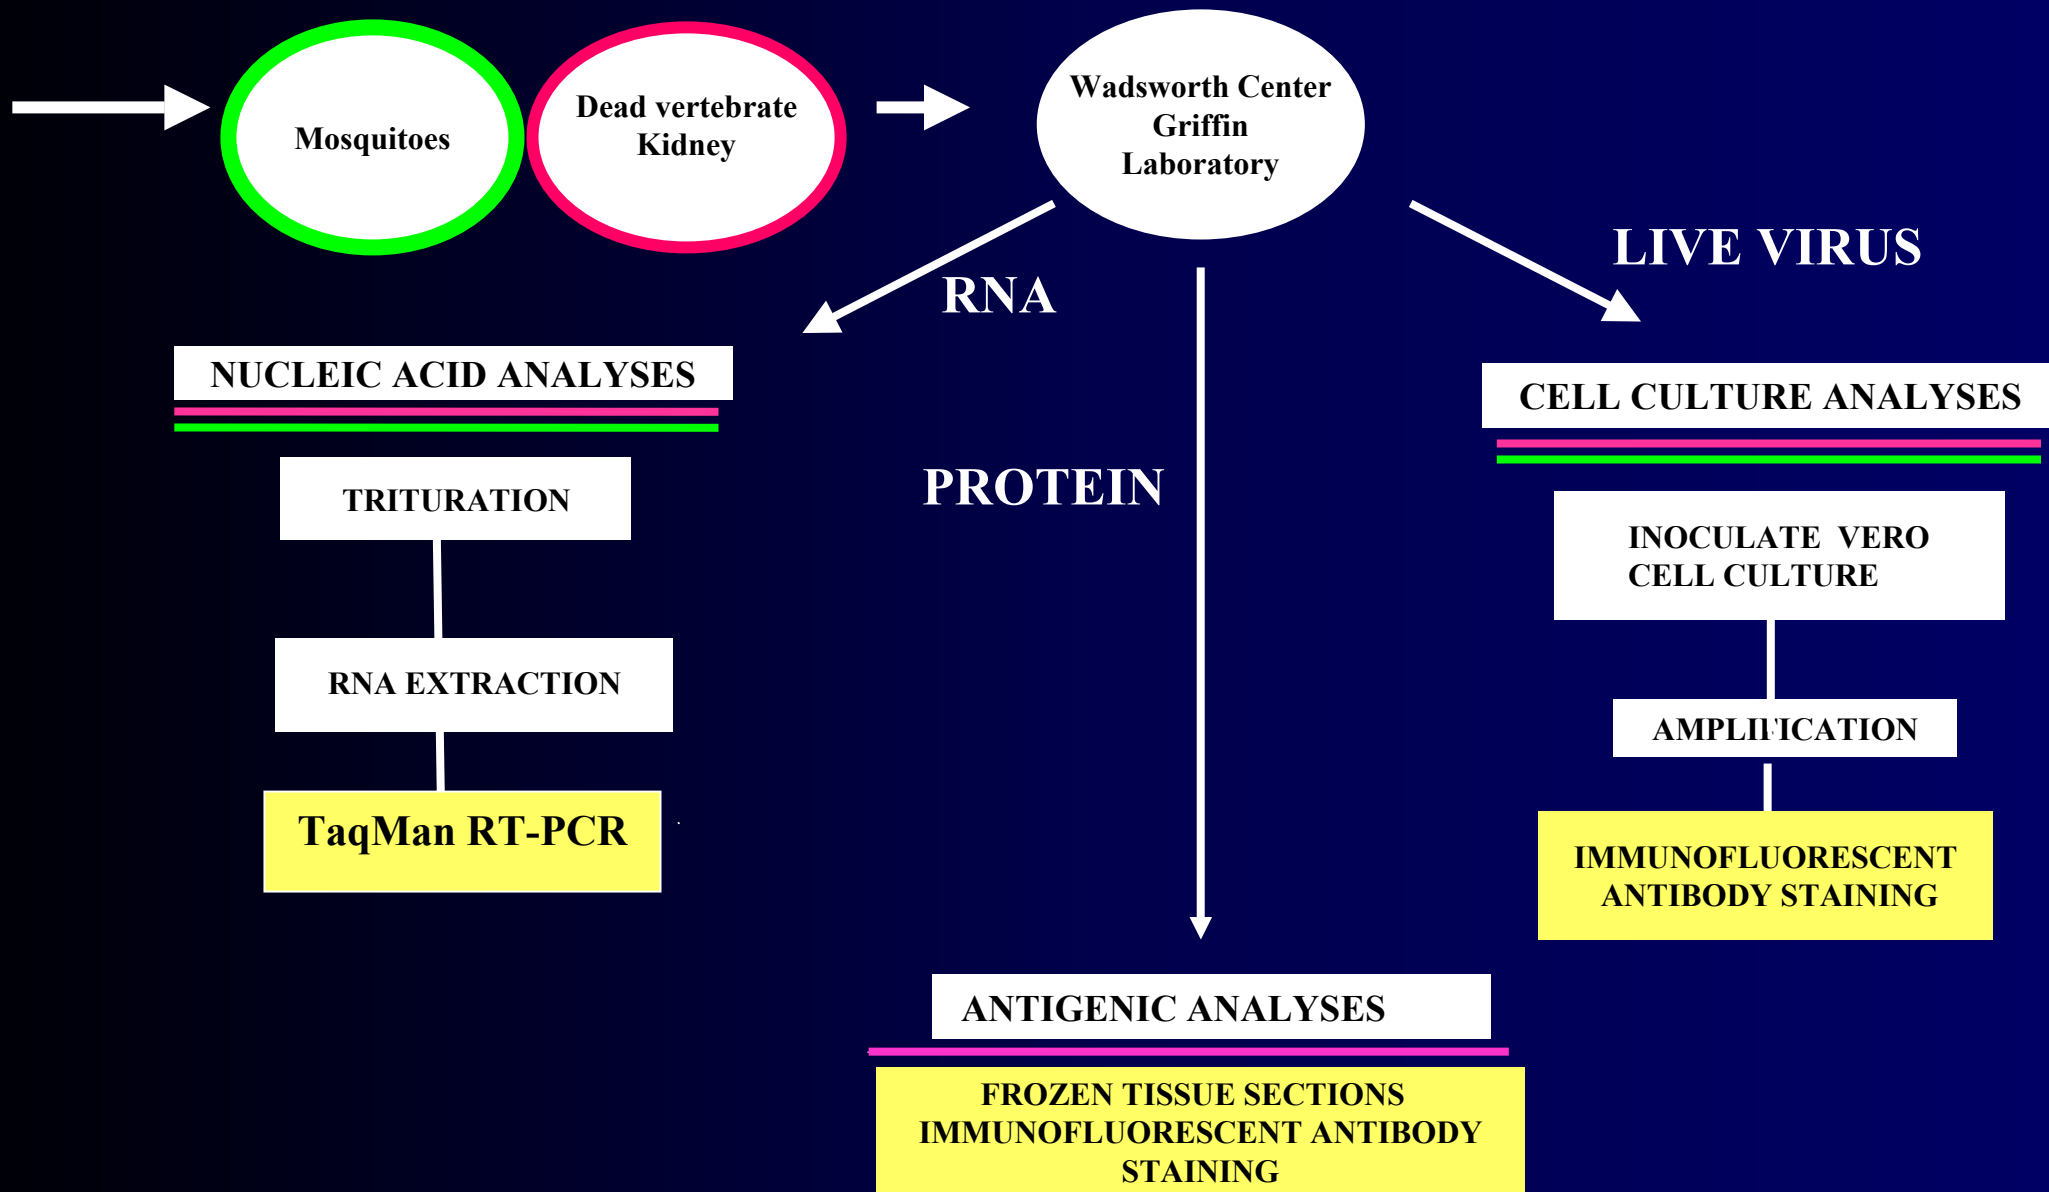 Mosquitoes
Dead vertebrate
Kidney
Wadsworth Center
Griffin
Laboratory
RNA
PROTEIN
LIVE VIRUS
NUCLEIC ACID ANALYSES
TRITURATION
RNA EXTRACTION
TaqMan RT-PCR
ANTIGENIC ANALYSES
FROZEN TISSUE SECTIONS
IMMUNOFLUORESCENT ANTIBODY
STAINING
CELL CULTURE ANALYSES
INOCULATE VERO
CELL CULTURE
AMPLIFICATION
IMMUNOFLUORESCENT
ANTIBODY STAINING